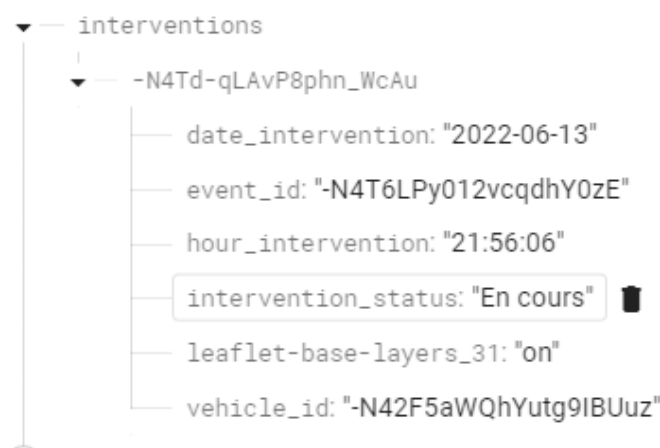 interventions
-N4Td-qLAvP8phn_WcAu
date_intervention: "2022-06-13"
event_id: "-N4T6LPy012vcqdhY0zE"
hour_intervention: "21:56:06"
intervention_status: "En cours"
leaflet-base-layers_31: "on"
vehicle_id: "-N42F5aWQhYutg9IBUuz"